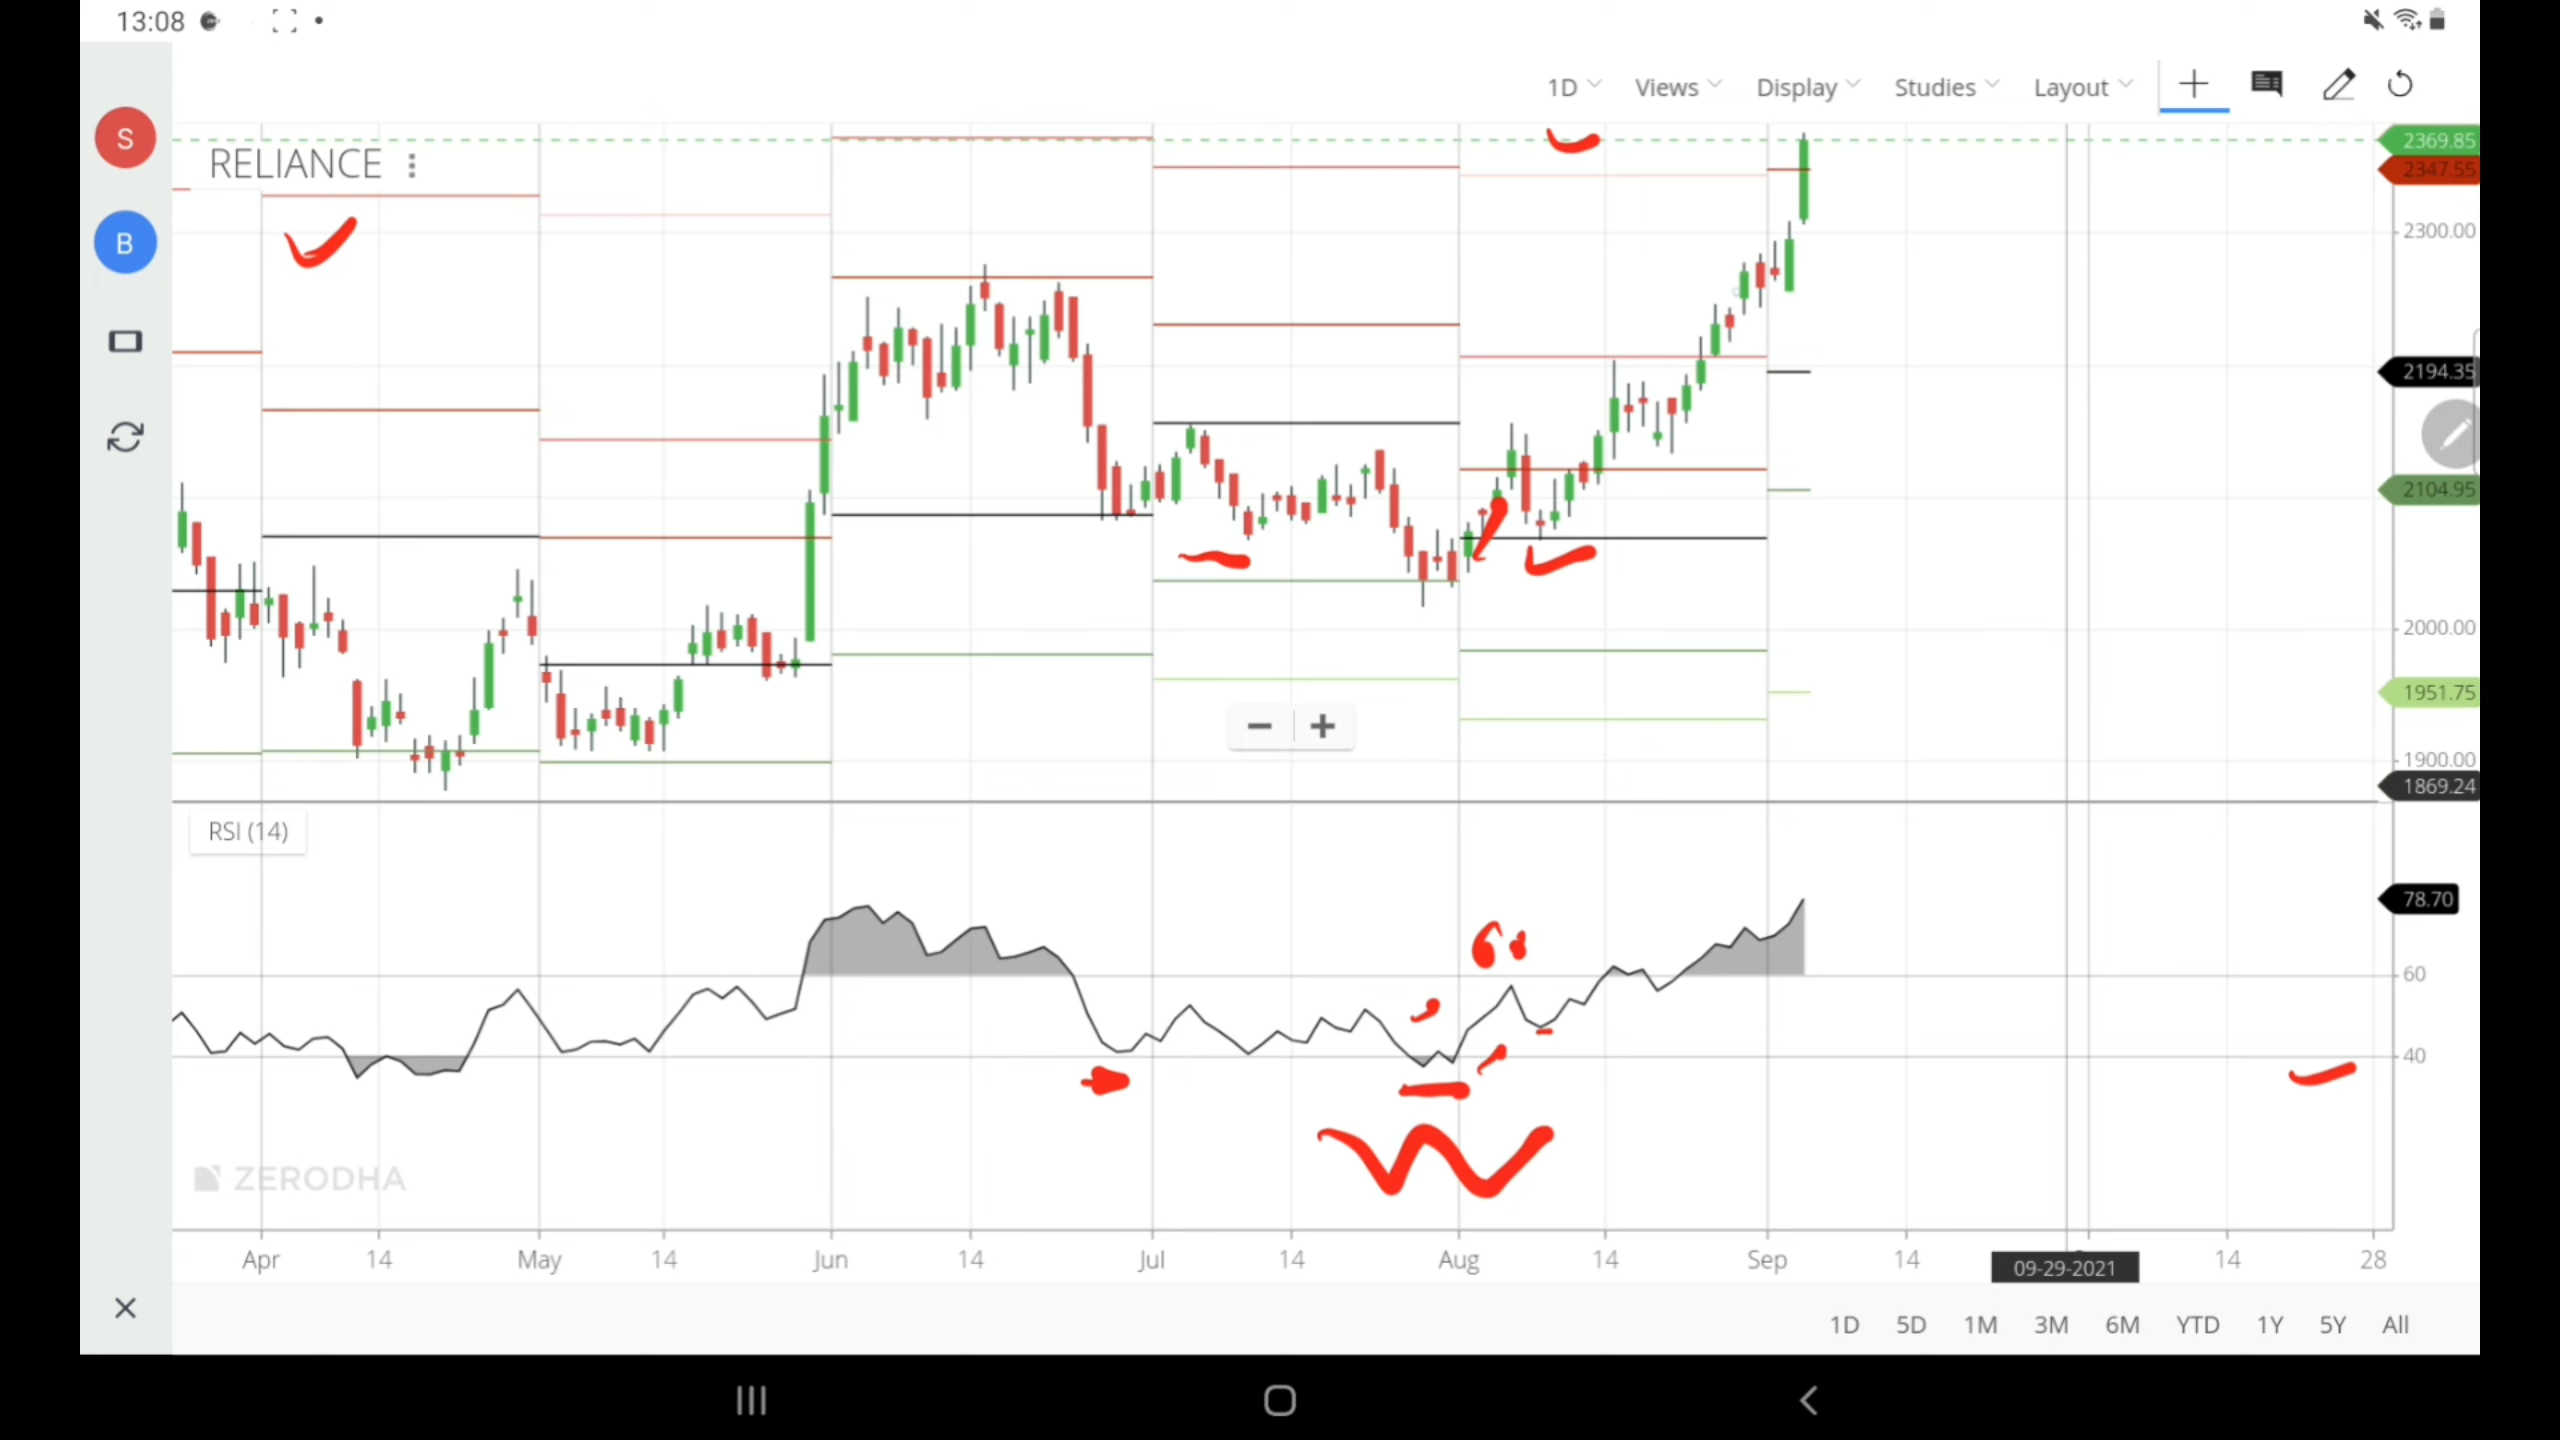 13:08
1D Views Display Studies Layout
S
B
RELIANCE
2369.85
2347.55
2300.00
2194.35
2104.95
2000.00
1951.75
1900.00
1869.24
RSI (14)
78.70
60
60
40
W
ZERODHA
Apr 14 May 14 Jun 14 Jul 14 Aug 14 Sep 14 09-29-2021 14 28
1D 5D 1M 3M 6M YTD 1Y 5Y All